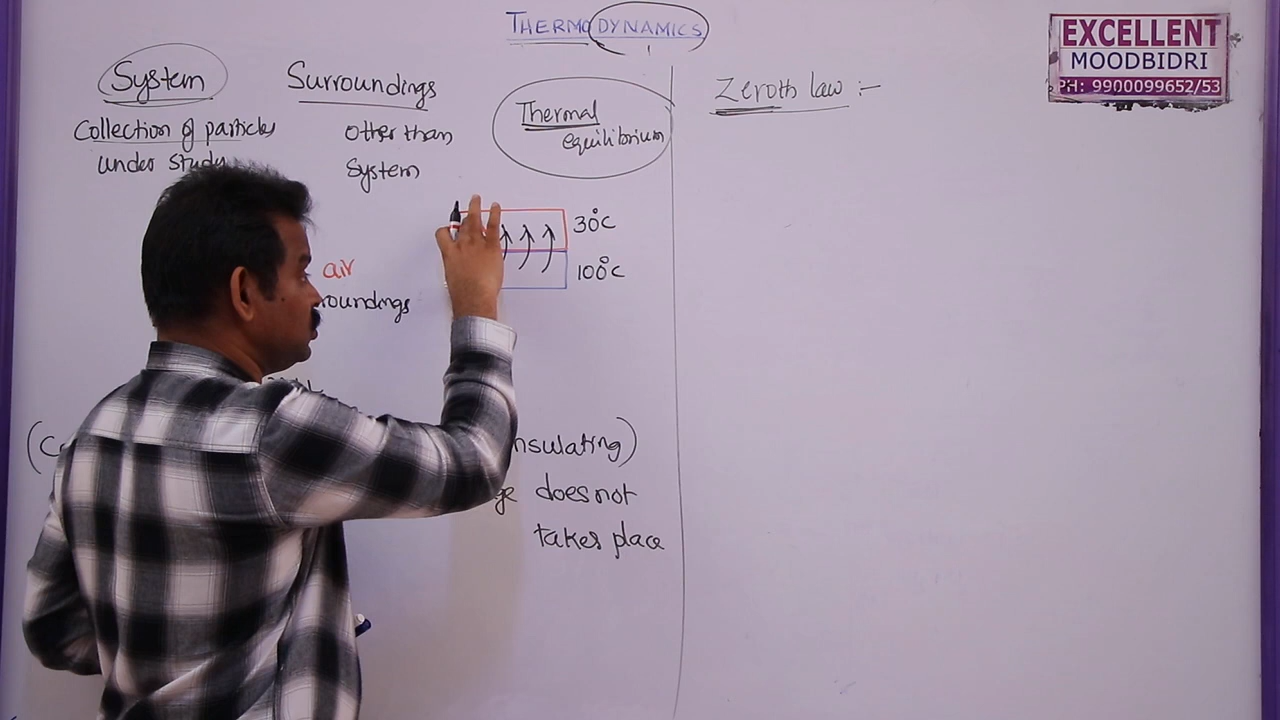 THERMODYNAMICS
EXCELLENT
MOODBIDRI
PH: 9900099652/53
System
Surroundings
Collection of particles
under study
other than
System
Thermal
equilibrium
30°C
100°C
air
roundings
nsulating)
does not
takes place
Zeroth law :-